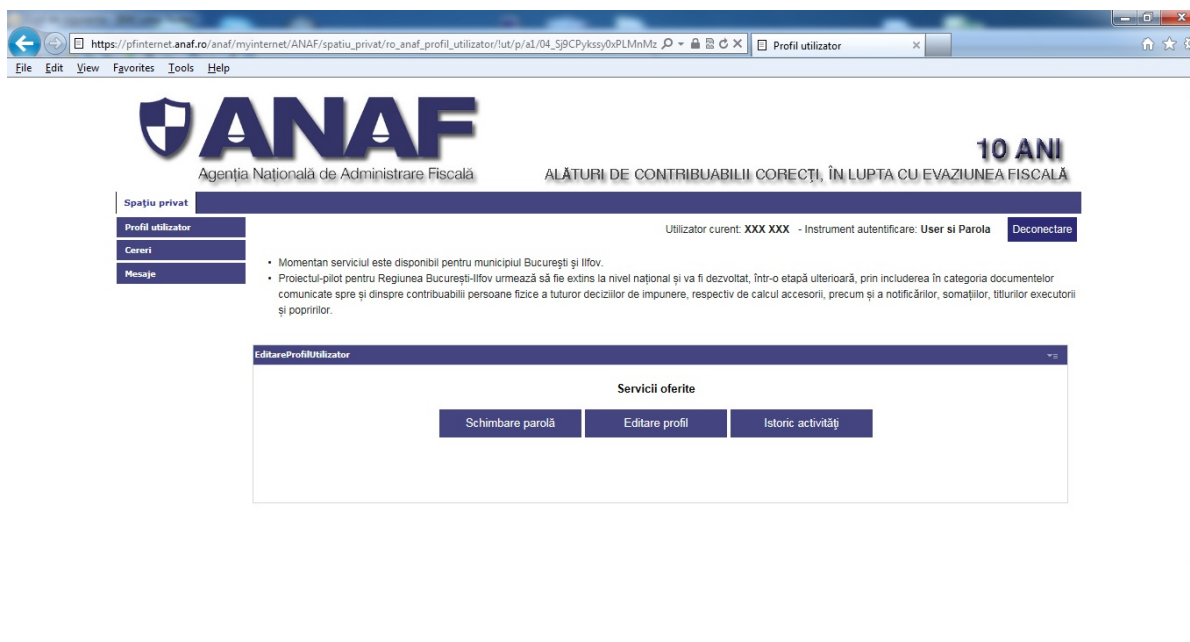 https://pfinternet.anaf.ro/anaf/myinternet/ANAF/spatiu_privat/ro_anaf_profil_utilizator/!ut/p/a1/04_Sj9CPykssy0xPLMnMz
Profil utilizator
File Edit View Favorites Tools Help
ANAF
Agenția Națională de Administrare Fiscală
10 ANI
ALĂTURI DE CONTRIBUABILII CORECȚI, ÎN LUPTA CU EVAZIUNEA FISCALĂ
Spațiu privat
Profil utilizator
Cereri
Mesaje
Utilizator curent: XXX XXX - Instrument autentificare: User si Parola Deconectare
• Momentan serviciul este disponibil pentru municipiul București și Ilfov.
• Proiectul-pilot pentru Regiunea București-Ilfov urmează să fie extins la nivel național și va fi dezvoltat, într-o etapă ulterioară, prin includerea în categoria documentelor
comunicate spre și dinspre contribuabilii persoane fizice a tuturor deciziilor de impunere, respectiv de calcul accesorii, precum și a notificărilor, somațiilor, titlurilor executorii
și popririlor.
EditareProfilUtilizator
Servicii oferite
Schimbare parolă Editare profil Istoric activități